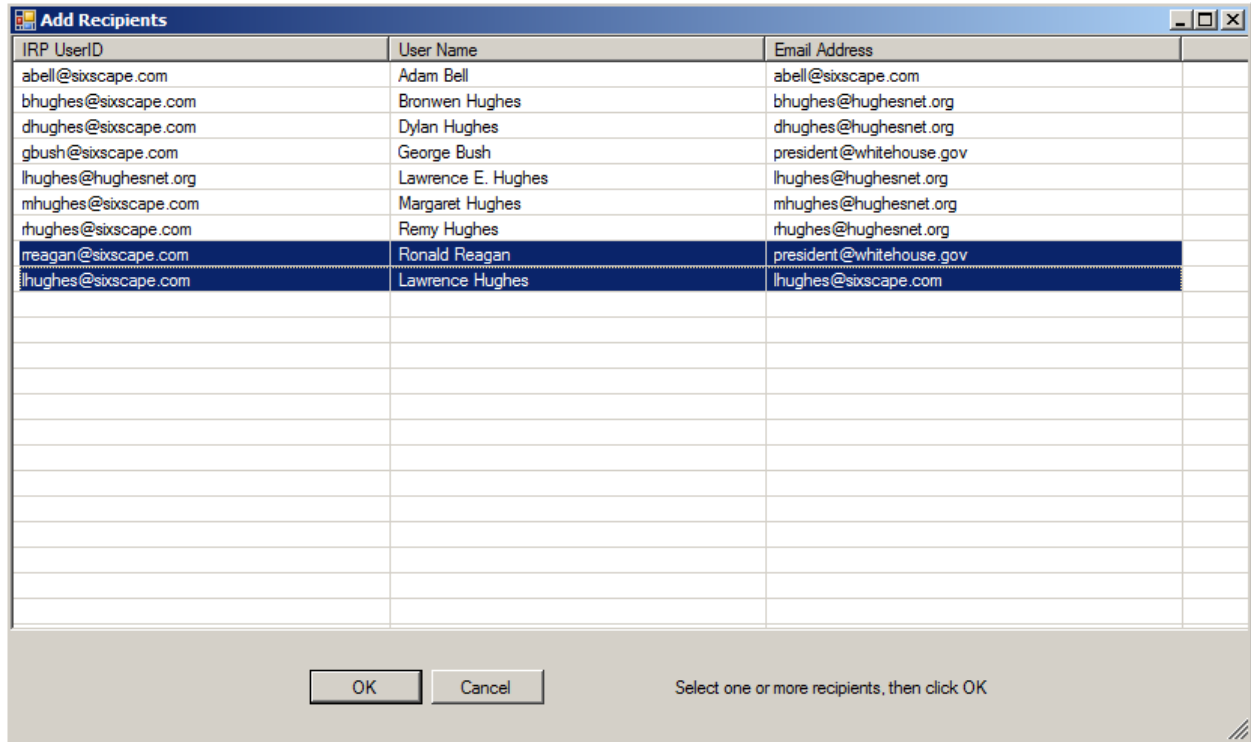 Add Recipients
IRP UserID User Name Email Address
abell@sixscape.com Adam Bell abell@sixscape.com
bhughes@sixscape.com Bronwen Hughes bhughes@hughesnet.org
dhughes@sixscape.com Dylan Hughes dhughes@hughesnet.org
gbush@sixscape.com George Bush president@whitehouse.gov
lhughes@hughesnet.org Lawrence E. Hughes lhughes@hughesnet.org
mhughes@sixscape.com Margaret Hughes mhughes@hughesnet.org
rhughes@sixscape.com Remy Hughes rhughes@hughesnet.org
rreagan@sixscape.com Ronald Reagan president@whitehouse.gov
lhughes@sixscape.com Lawrence Hughes lhughes@sixscape.com
OK Cancel Select one or more recipients, then click OK